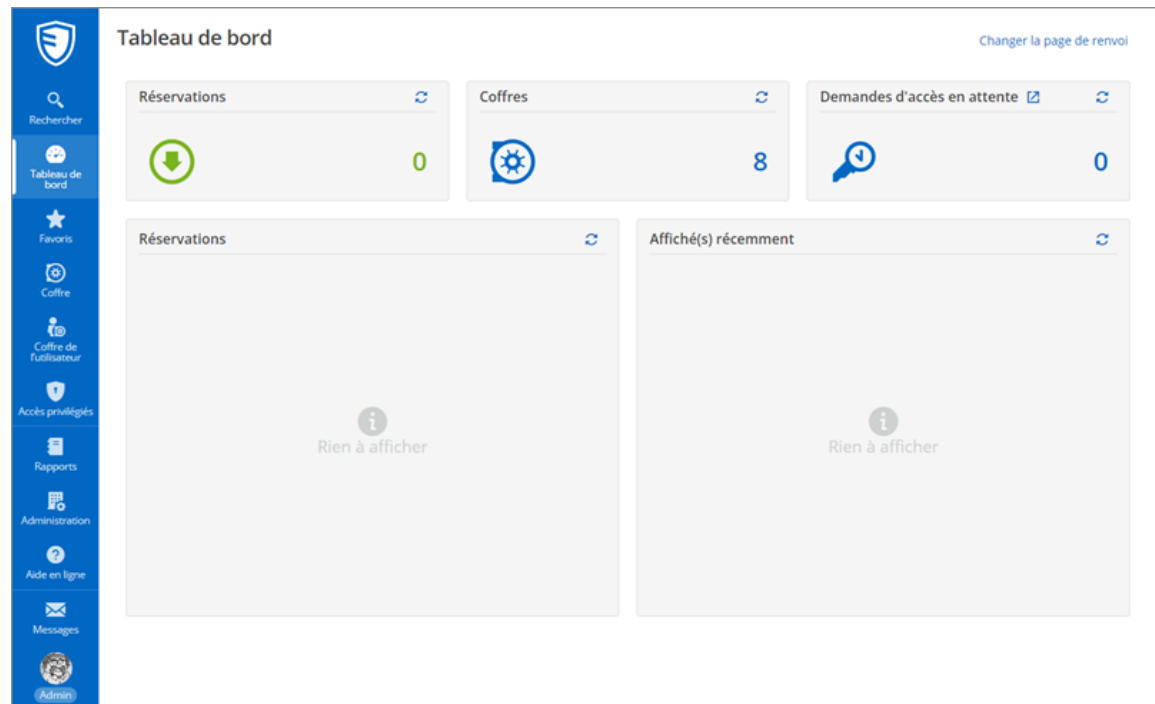 Tableau de bord
Changer la page de renvoi
Rechercher
Tableau de
bord
Favoris
Coffre
Coffre de
l'utilisateur
Accès privilégiés
Rapports
Administration
Aide en ligne
Messages
Admin
Réservations
0
Coffres
8
Demandes d'accès en attente
0
Réservations
Rien à afficher
Affiché(s) récemment
Rien à afficher